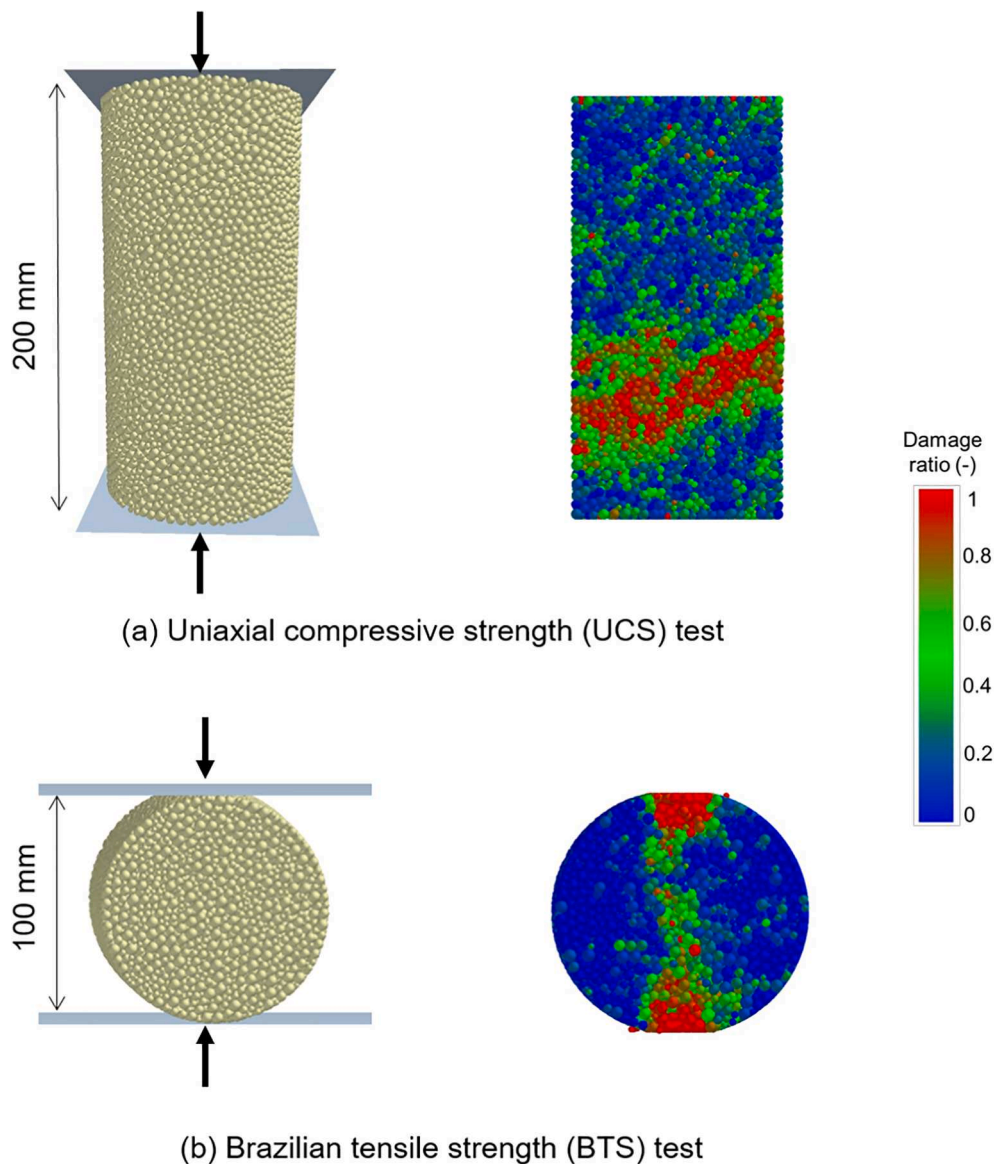 200 mm
(a) Uniaxial compressive strength (UCS) test
Damage
ratio (-)
1
0.8
0.6
0.4
0.2
0
100 mm
(b) Brazilian tensile strength (BTS) test